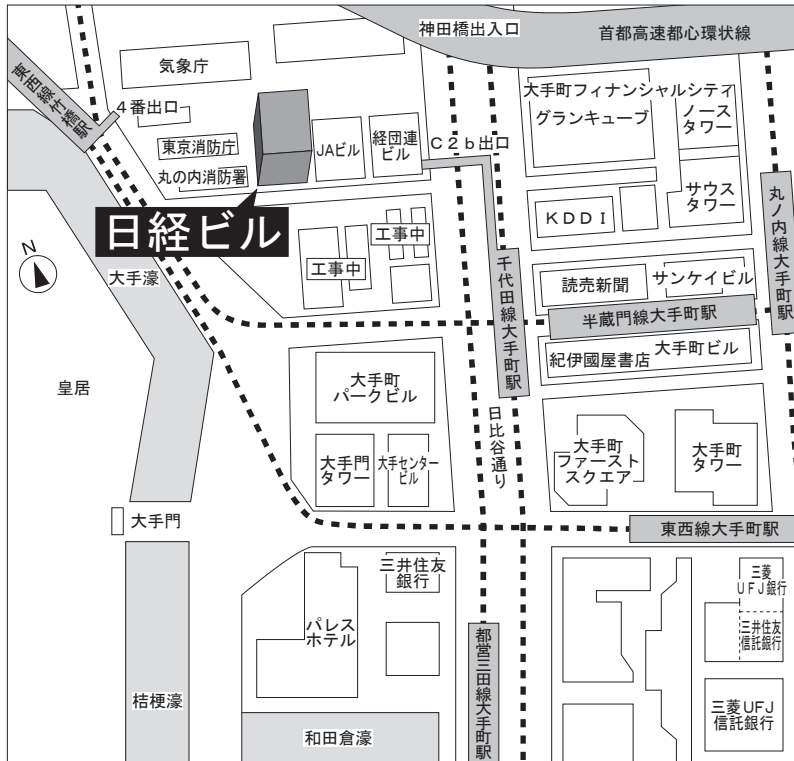 神田橋出入口
首都高速都心環状線
気象庁
東西線竹橋駅
4番出口
大手町フィナンシャルシティ
グランキューブ
ノース
タワー
東京消防庁
JAビル
経団連
ビル
C2b出口
丸の内消防署
サウス
タワー
丸ノ内線大手町駅
KDDI
日経ビル
工事中
工事中
N
大手濠
千代田線大手町駅
読売新聞
サンケイビル
半蔵門線大手町駅
紀伊國屋書店
大手町ビル
皇居
大手町
パークビル
日比谷通り
大手門
タワー
大手センター
ビル
大手町
ファースト
スクエア
大手町
タワー
大手門
東西線大手町駅
三井住友
銀行
三菱
UFJ銀行
パレス
ホテル
三井住友
信託銀行
都営三田線大手町駅
桔梗濠
和田倉濠
三菱UFJ
信託銀行